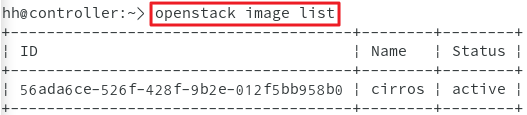 hh@controller:~> openstack image list
+--------------------------------------+--------+--------+
| ID                                   | Name   | Status |
+--------------------------------------+--------+--------+
| 56ada6ce-526f-428f-9b2e-012f5bb958b0 | cirros | active |
+--------------------------------------+--------+--------+